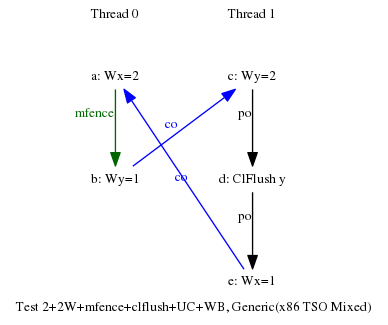 Thread 0 Thread 1
a: Wx=2 c: Wy=2
mfence po
co
b: Wy=1 co d: ClFlush y
po
e: Wx=1
Test 2+2W+mfence+clflush+UC+WB, Generic(x86 TSO Mixed)